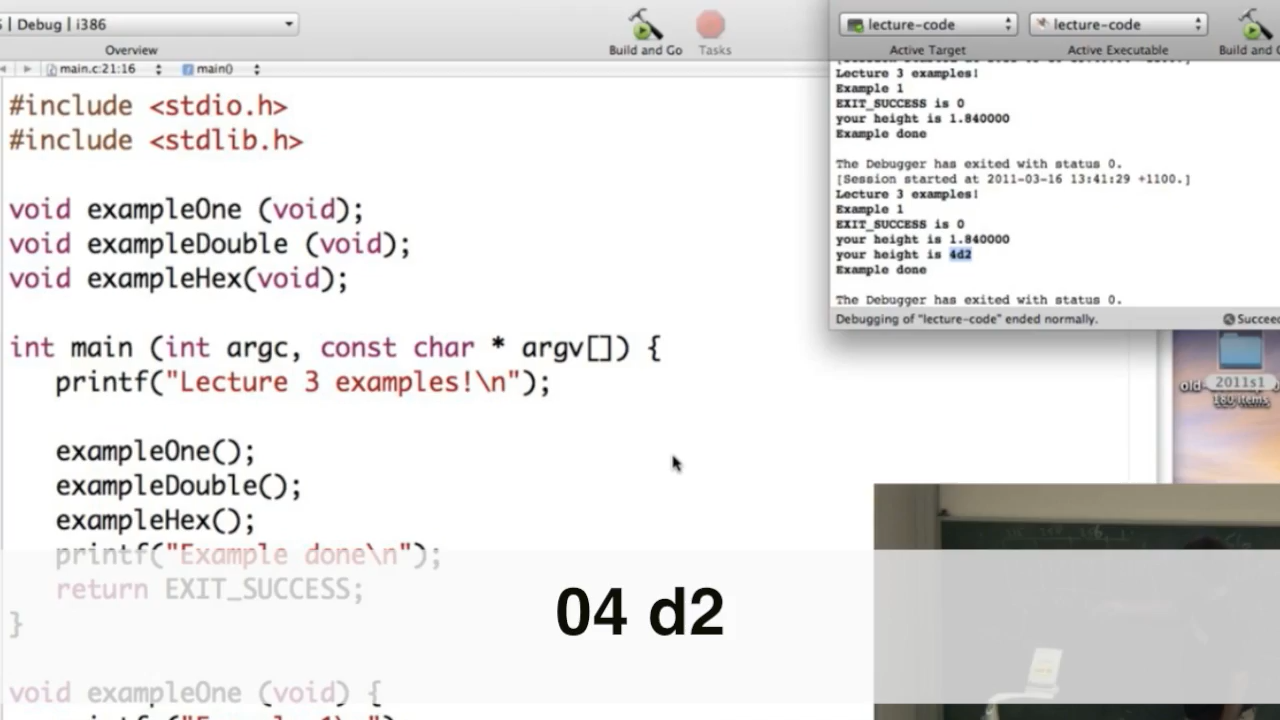 | Debug | i386
Overview
Build and Go
Tasks
main.c:21:16
main()
#include <stdio.h>
#include <stdlib.h>
void exampleOne (void);
void exampleDouble (void);
void exampleHex(void);
int main (int argc, const char * argv[]) {
printf("Lecture 3 examples!\n");
exampleOne();
exampleDouble();
exampleHex();
printf("Example done\n");
return EXIT_SUCCESS;
}
void exampleOne (void) {
lecture-code
lecture-code
Active Target
Active Executable
Build and
Lecture 3 examples!
Example 1
EXIT_SUCCESS is 0
your height is 1.840000
Example done
The Debugger has exited with status 0.
[Session started at 2011-03-16 13:41:29 +1100.]
Lecture 3 examples!
Example 1
EXIT_SUCCESS is 0
your height is 1.840000
your height is 4d2
Example done
The Debugger has exited with status 0.
Debugging of "lecture-code" ended normally.
Succee
old-
2011s1
180 items
04 d2